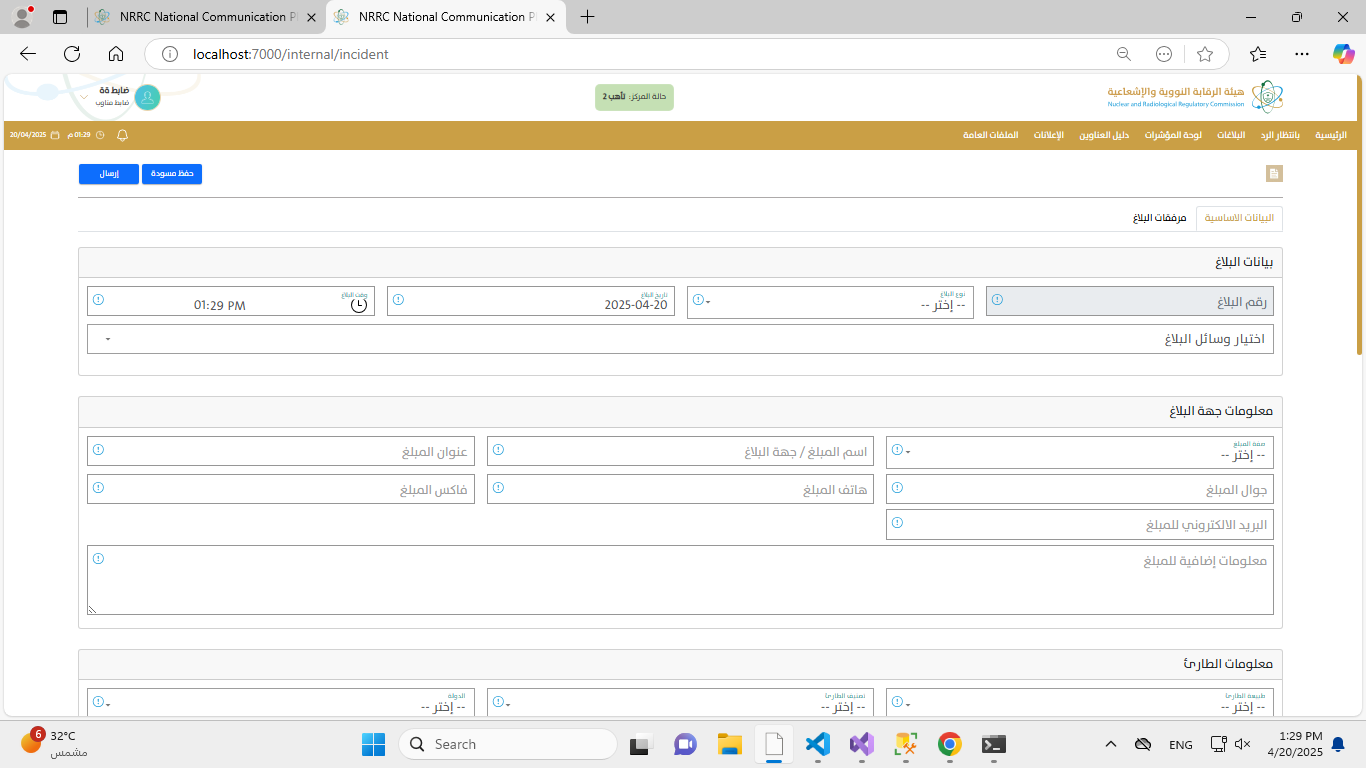 NRRC National Communication Pl
NRRC National Communication Pl
localhost:7000/internal/incident
هيئة الرقابة النووية والإشعاعية
Nuclear and Radiological Regulatory Commission
حالة المركز: تأهب 2
ضابط مناوب
الرئيسية
بانتظار الرد
البلاغات
لوحة المؤشرات
دليل العناوين
الإعلانات
الملفات العامة
01:29 م
20/04/2025
حفظ مسودة
إرسال
البيانات الاساسية
مرفقات البلاغ
بيانات البلاغ
رقم البلاغ
نوع البلاغ
-- إختر --
تاريخ البلاغ
2025-04-20
وقت البلاغ
01:29 PM
اختيار وسائل البلاغ
معلومات جهة البلاغ
صفة المبلغ
-- إختر --
اسم المبلغ / جهة البلاغ
عنوان المبلغ
جوال المبلغ
هاتف المبلغ
فاكس المبلغ
البريد الالكتروني للمبلغ
معلومات إضافية للمبلغ
معلومات الطارئ
طبيعة الطارئ
-- إختر --
تصنيف الطارئ
-- إختر --
الدولة
-- إختر --
6
32°C
مشمس
Search
ENG
1:29 PM
4/20/2025